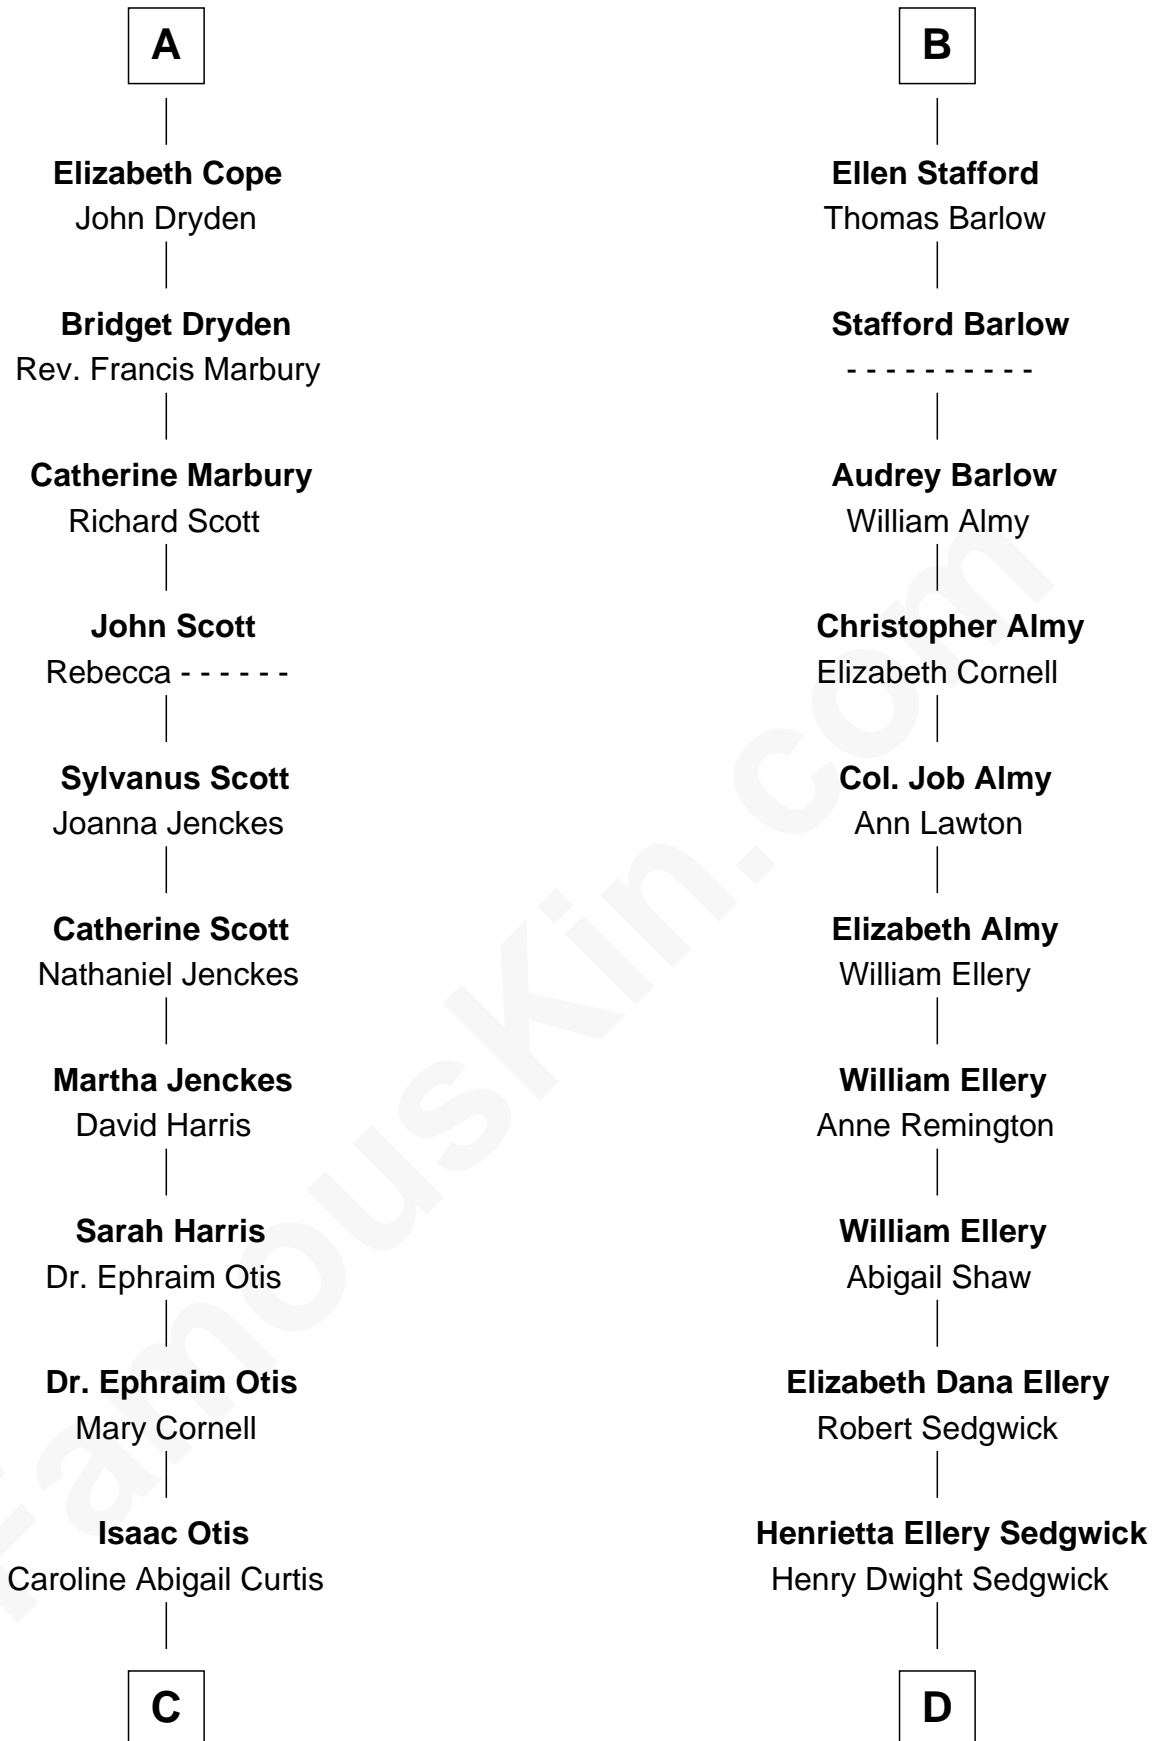 A
Elizabeth Cope
John Dryden
Bridget Dryden
Rev. Francis Marbury
Catherine Marbury
Richard Scott
John Scott
Rebecca - - - - - -
Sylvanus Scott
Joanna Jenckes
Catherine Scott
Nathaniel Jenckes
Martha Jenckes
David Harris
Sarah Harris
Dr. Ephraim Otis
Dr. Ephraim Otis
Mary Cornell
Isaac Otis
Caroline Abigail Curtis
C
B
Ellen Stafford
Thomas Barlow
Stafford Barlow
- - - - - - - - - -
Audrey Barlow
William Almy
Christopher Almy
Elizabeth Cornell
Col. Job Almy
Ann Lawton
Elizabeth Almy
William Ellery
William Ellery
Anne Remington
William Ellery
Abigail Shaw
Elizabeth Dana Ellery
Robert Sedgwick
Henrietta Ellery Sedgwick
Henry Dwight Sedgwick
D
FamousKin.com